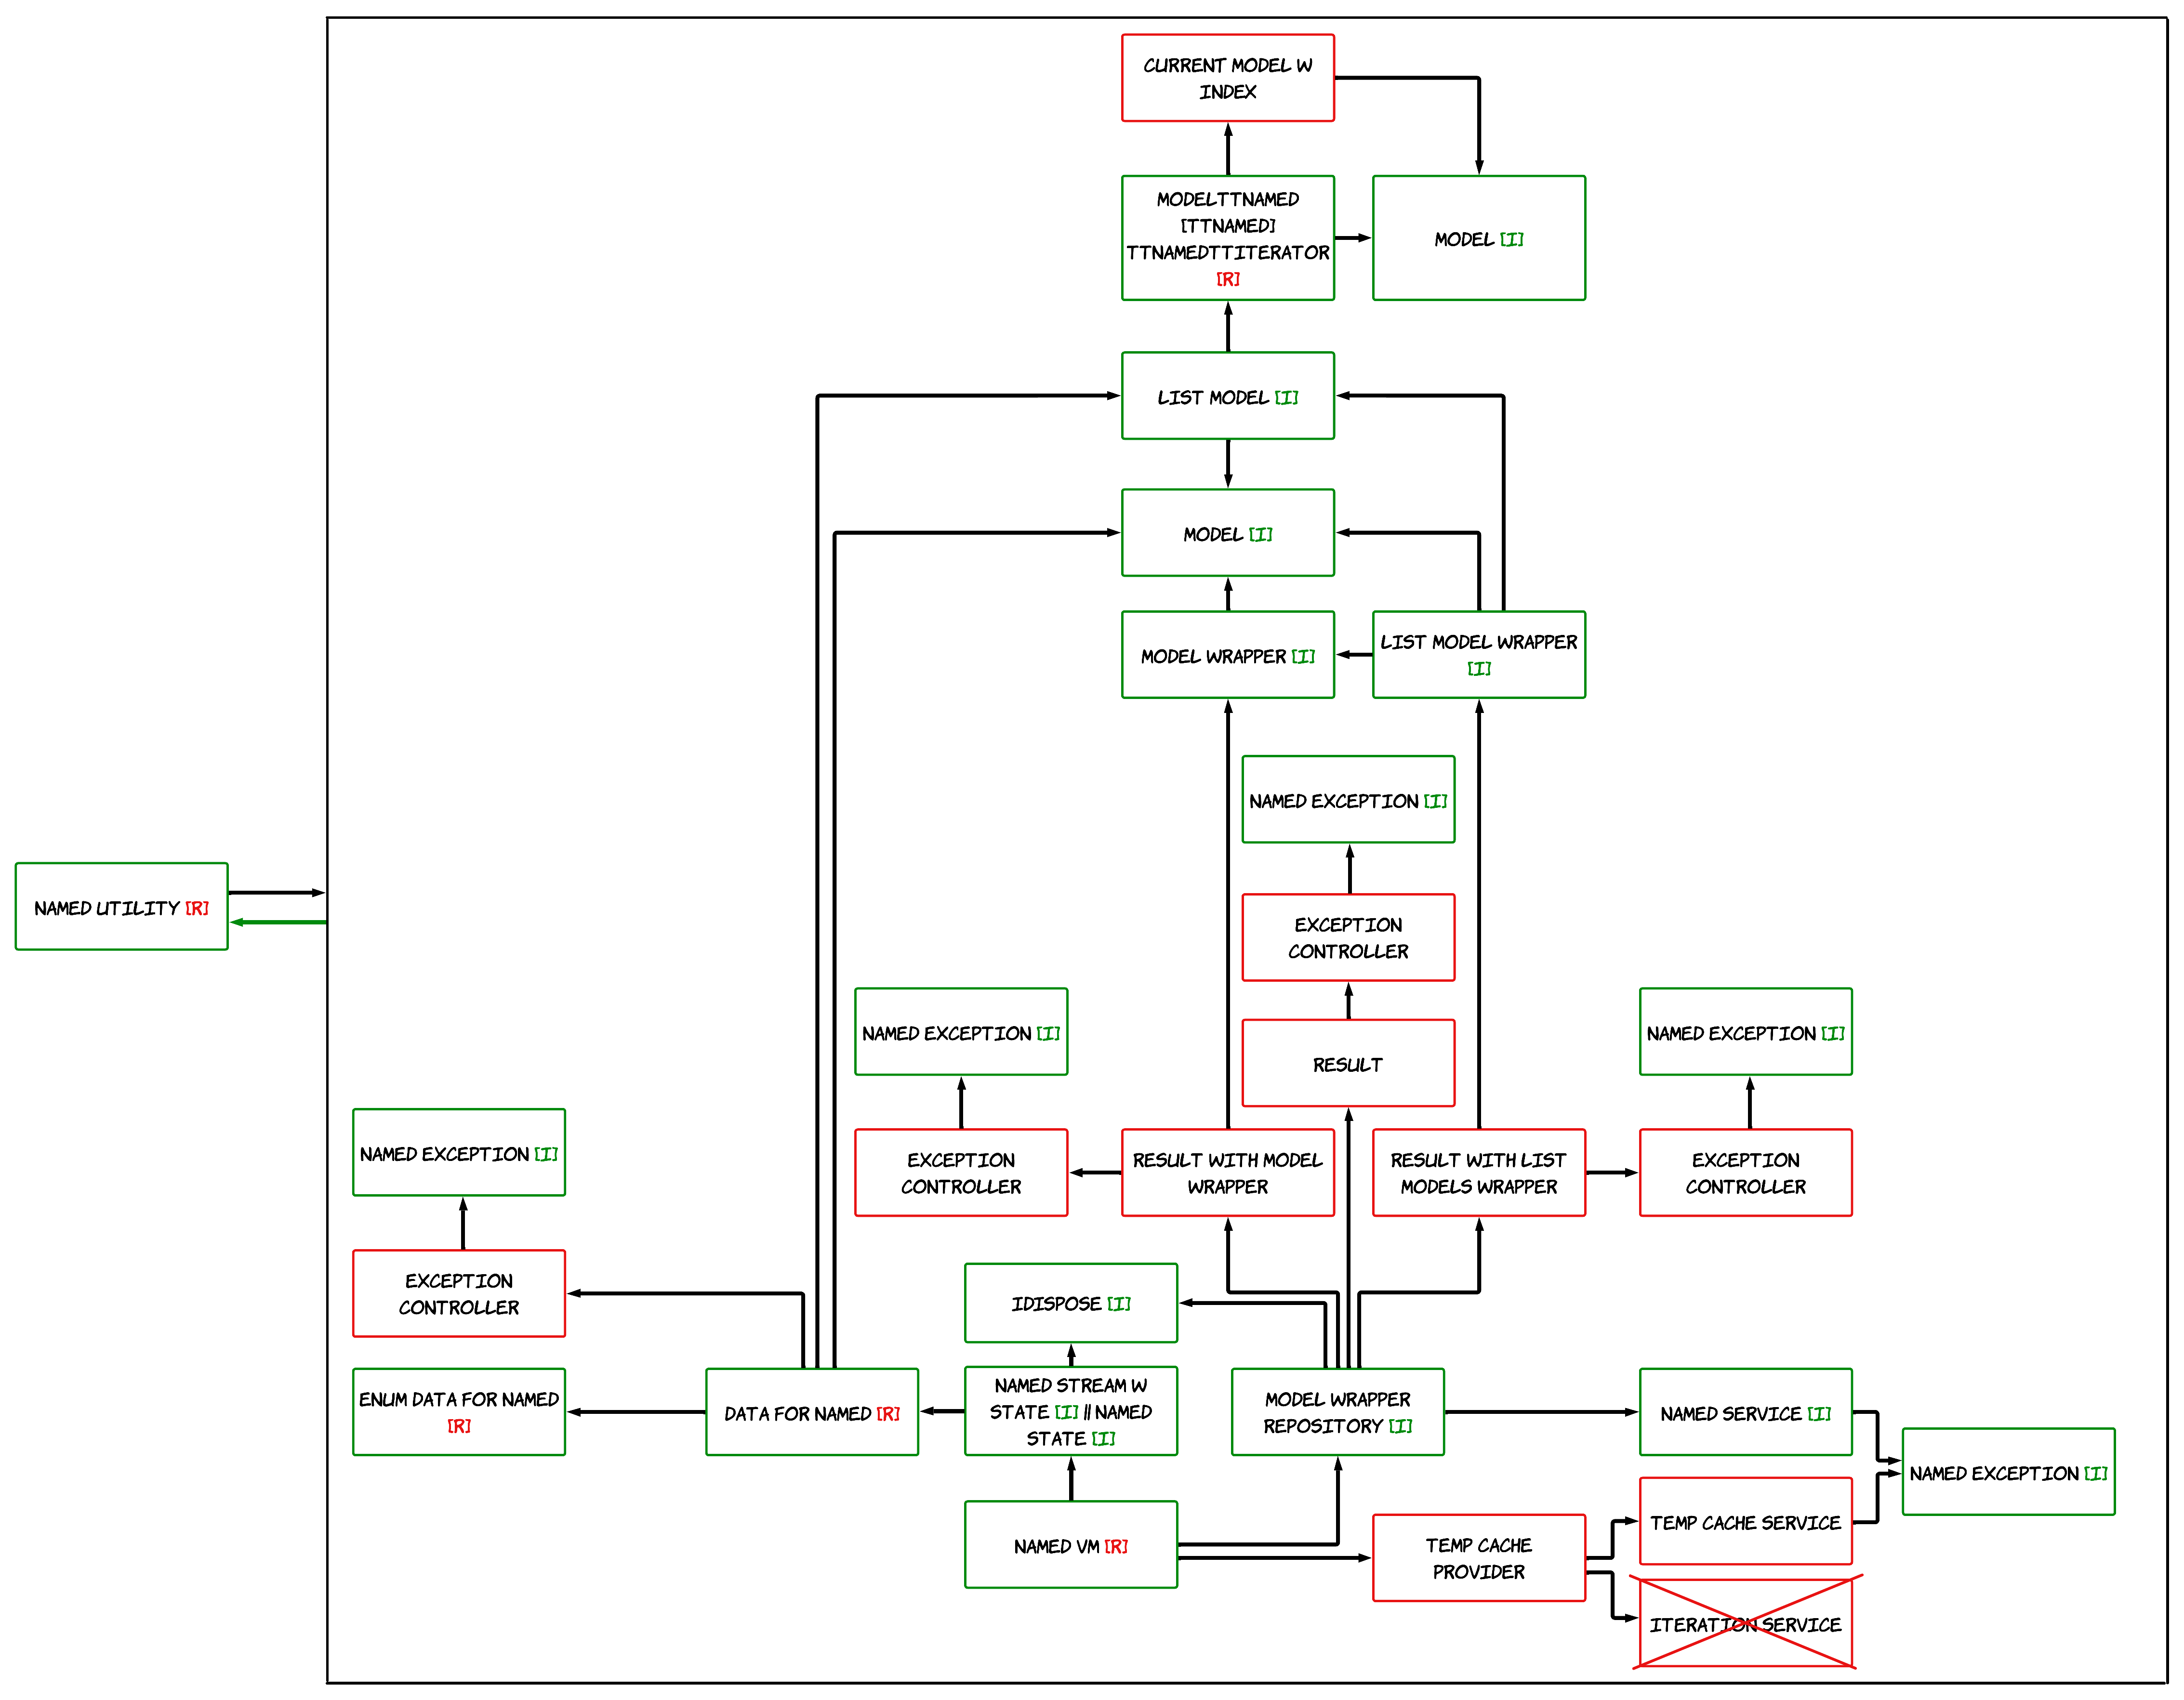 CURRENT MODEL W
INDEX
MODELTTNAMED
[TTNAMED]
TTNAMEDTTITERATOR
[R]
MODEL [I]
LIST MODEL [I]
MODEL [I]
MODEL WRAPPER [I]
LIST MODEL WRAPPER
[I]
NAMED EXCEPTION [I]
NAMED UTILITY [R]
EXCEPTION
CONTROLLER
NAMED EXCEPTION [I]
RESULT
NAMED EXCEPTION [I]
NAMED EXCEPTION [I]
EXCEPTION
CONTROLLER
RESULT WITH MODEL
WRAPPER
RESULT WITH LIST
MODELS WRAPPER
EXCEPTION
CONTROLLER
EXCEPTION
CONTROLLER
IDISPOSE [I]
ENUM DATA FOR NAMED
[R]
DATA FOR NAMED [R]
NAMED STREAM W
STATE [I] || NAMED
STATE [I]
MODEL WRAPPER
REPOSITORY [I]
NAMED SERVICE [I]
NAMED EXCEPTION [I]
NAMED VM [R]
TEMP CACHE
PROVIDER
TEMP CACHE SERVICE
ITERATION SERVICE